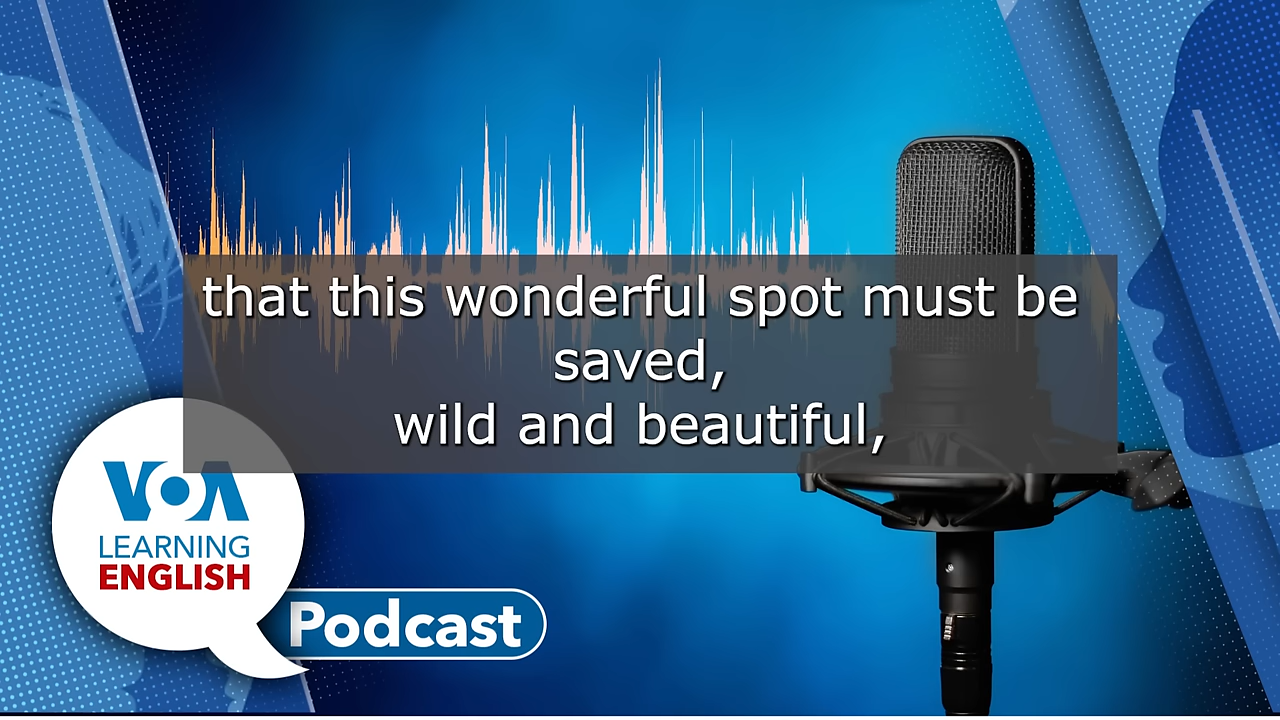 that this wonderful spot must be
saved,
wild and beautiful,
VOA
LEARNING
ENGLISH
Podcast